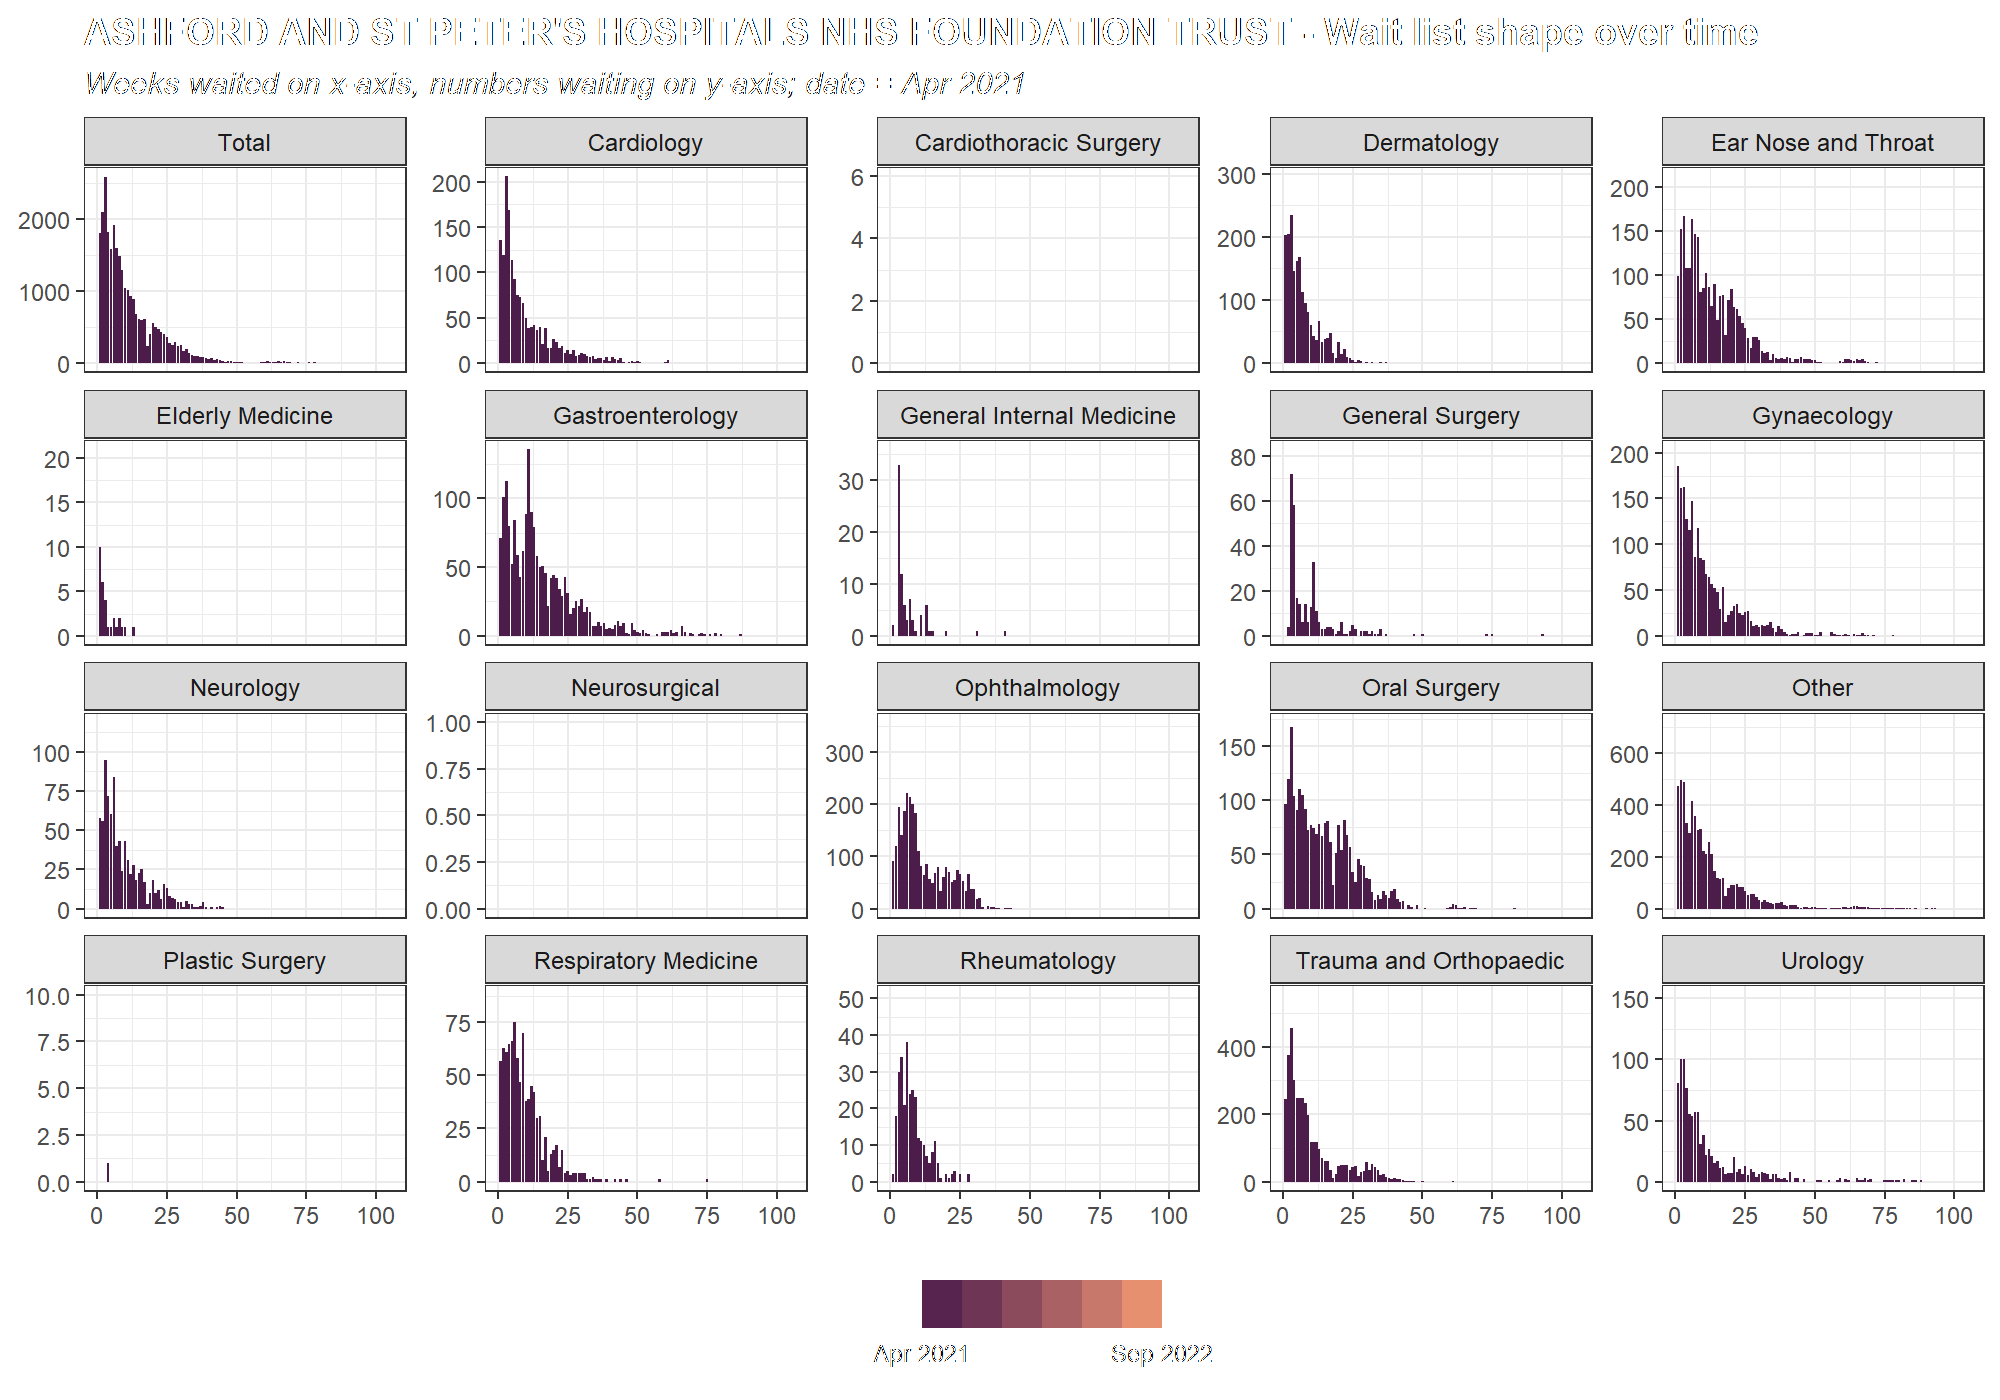 ASHFORD AND ST PETER'S HOSPITALS NHS FOUNDATION TRUST - Wait list shape over time
Weeks waited on x-axis, numbers waiting on y-axis; date = Apr 2021
Total Cardiology Cardiothoracic Surgery Dermatology Ear Nose and Throat
2000 1000 0
200 150 100 50 0
6 4 2 0
300 200 100 0
200 150 100 50 0
Elderly Medicine Gastroenterology General Internal Medicine General Surgery Gynaecology
20 15 10 5 0
100 50 0
30 20 10 0
80 60 40 20 0
200 150 100 50 0
Neurology Neurosurgical Ophthalmology Oral Surgery Other
100 75 50 25 0
1.00 0.75 0.50 0.25 0.00
300 200 100 0
150 100 50 0
600 400 200 0
Plastic Surgery Respiratory Medicine Rheumatology Trauma and Orthopaedic Urology
10.0 7.5 5.0 2.5 0.0
75 50 25 0
50 40 30 20 10 0
400 200 0
150 100 50 0
0 25 50 75 100 0 25 50 75 100 0 25 50 75 100 0 25 50 75 100 0 25 50 75 100
Apr 2021 Sep 2022